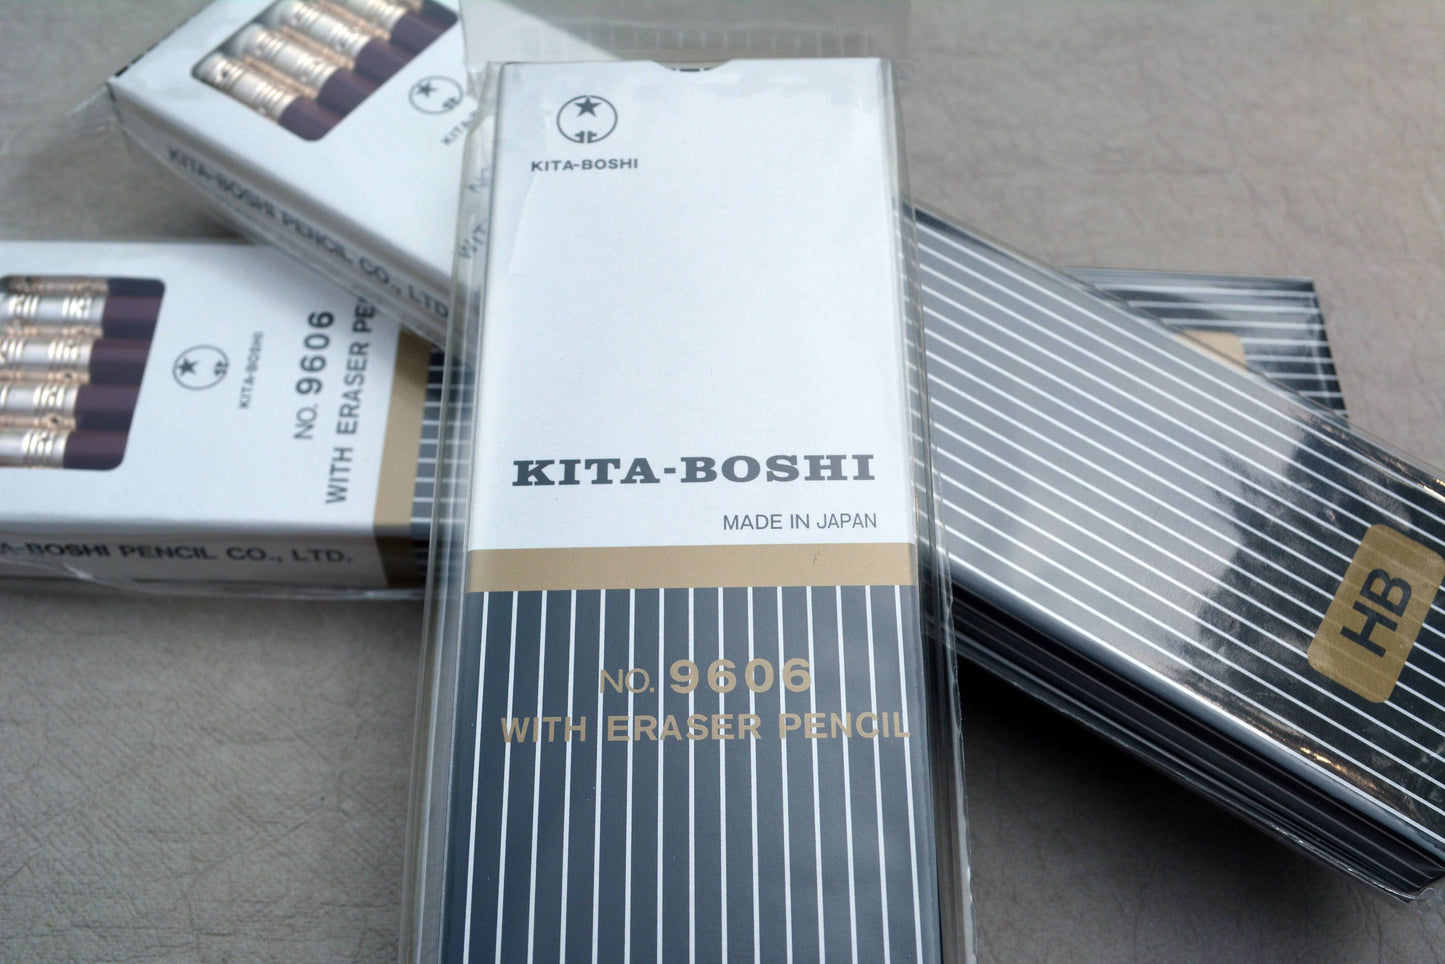 KITA-BOSHI
KITA-BOSHI
MADE IN JAPAN
NO. 9606
WITH ERASER PENCIL
KITA-BOSHI PENCIL CO., LTD.
KITA-BOSHI
NO. 9606
WITH ERASER
A-BOSHI PENCIL CO., LTD.
HB